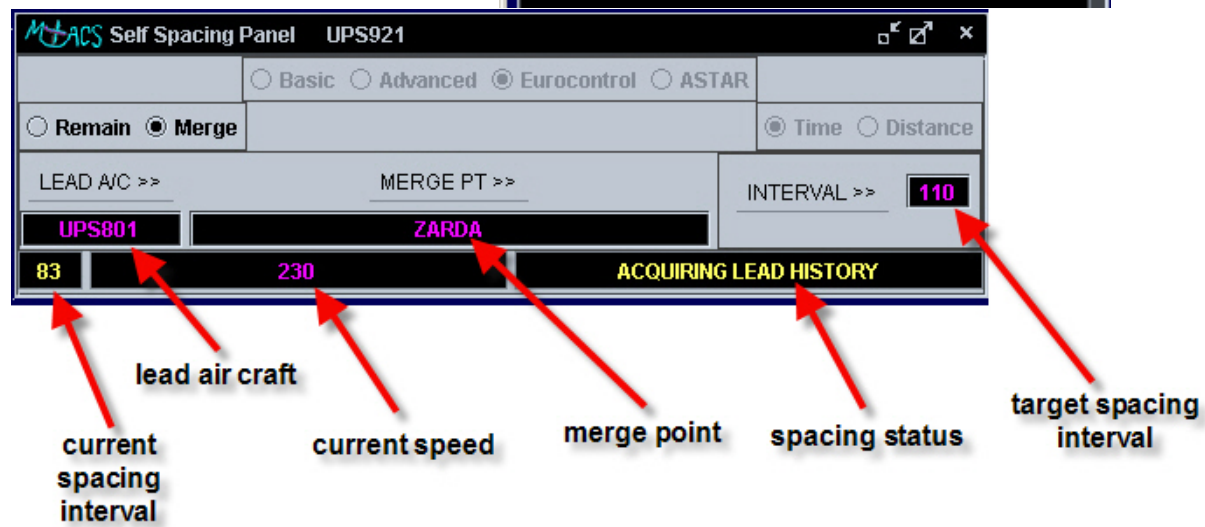 MACS Self Spacing Panel UPS921
Basic Advanced Eurocontrol ASTAR
Remain Merge Time Distance
LEAD A/C >> MERGE PT >> INTERVAL >> 110
UPS801 ZARDA
83 230 ACQUIRING LEAD HISTORY
lead air craft
current spacing interval
current speed
merge point
spacing status
target spacing interval